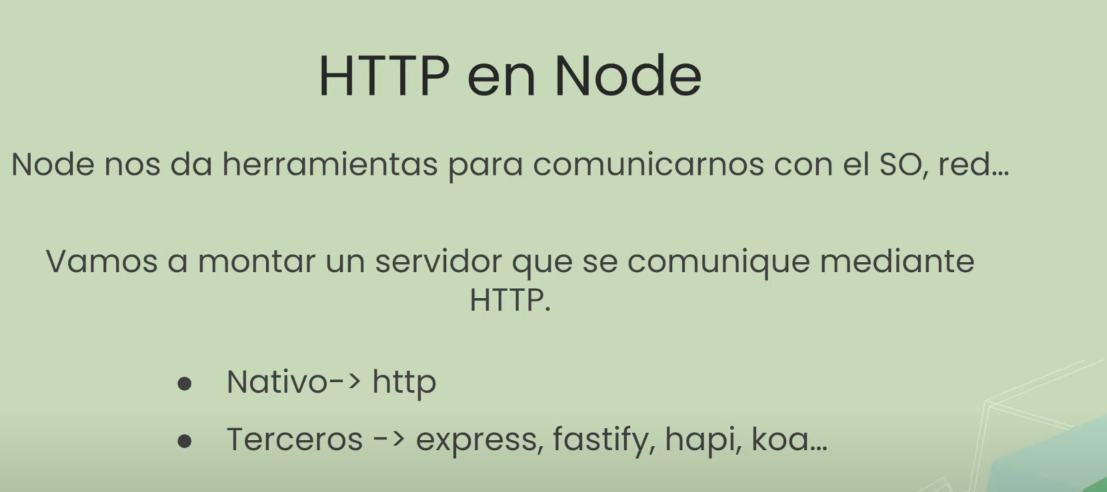 HTTP en Node
Node nos da herramientas para comunicarnos con el SO, red...
Vamos a montar un servidor que se comunique mediante
HTTP.
● Nativo-> http
● Terceros -> express, fastify, hapi, koa...